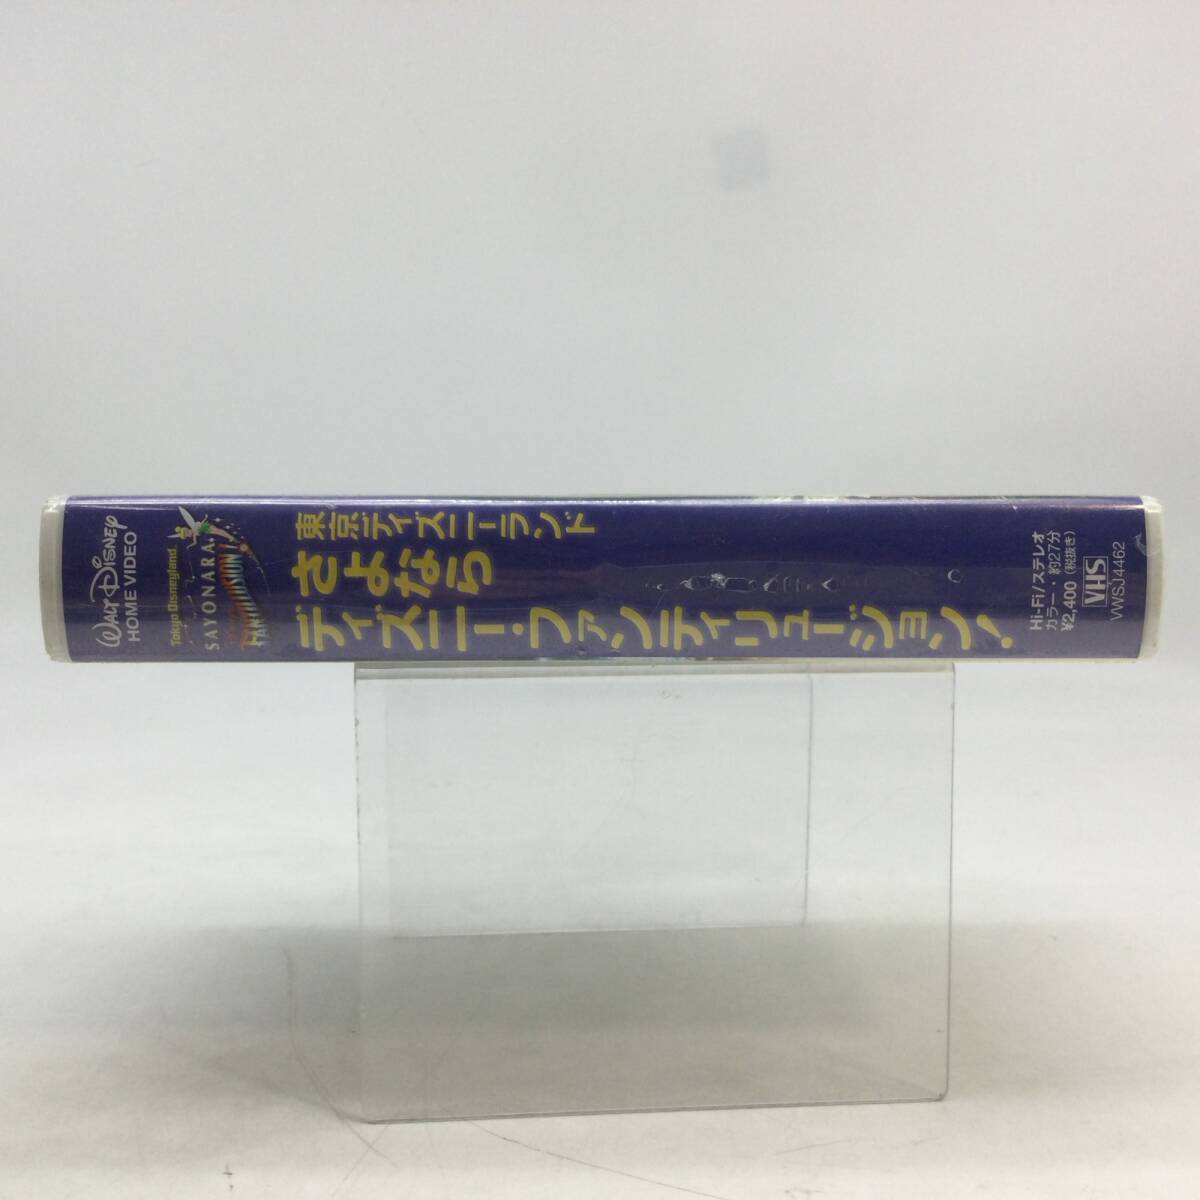 WALT DISNEY
HOME VIDEO
Tokyo Disneyland
SAYONARA
FANTILLUSION!
東京ディズニーランド
さよなら
ディズニー・ファンティリュージョン!
Hi-Fi/ステレオ
カラー・約27分
¥2,400(税抜き)
VHS
VWSJ4462